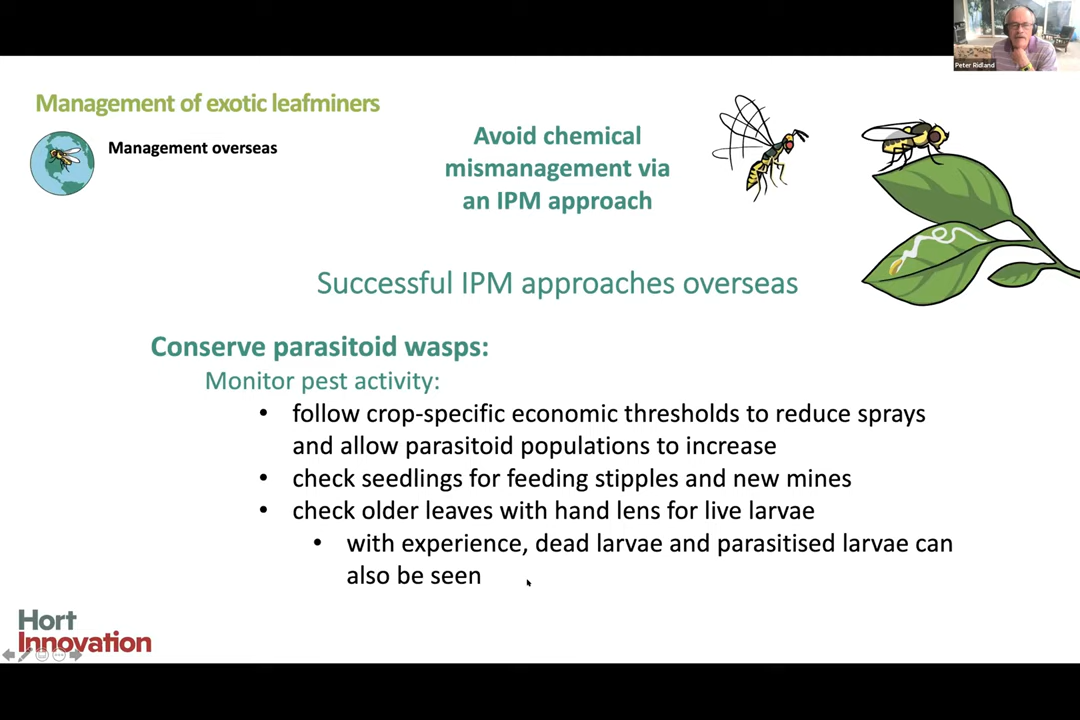 Peter Ridland
Management of exotic leafminers
Management overseas
Avoid chemical
mismanagement via
an IPM approach
Successful IPM approaches overseas
Conserve parasitoid wasps:
Monitor pest activity:
• follow crop-specific economic thresholds to reduce sprays
and allow parasitoid populations to increase
• check seedlings for feeding stipples and new mines
• check older leaves with hand lens for live larvae
• with experience, dead larvae and parasitised larvae can
also be seen
Hort
Innovation